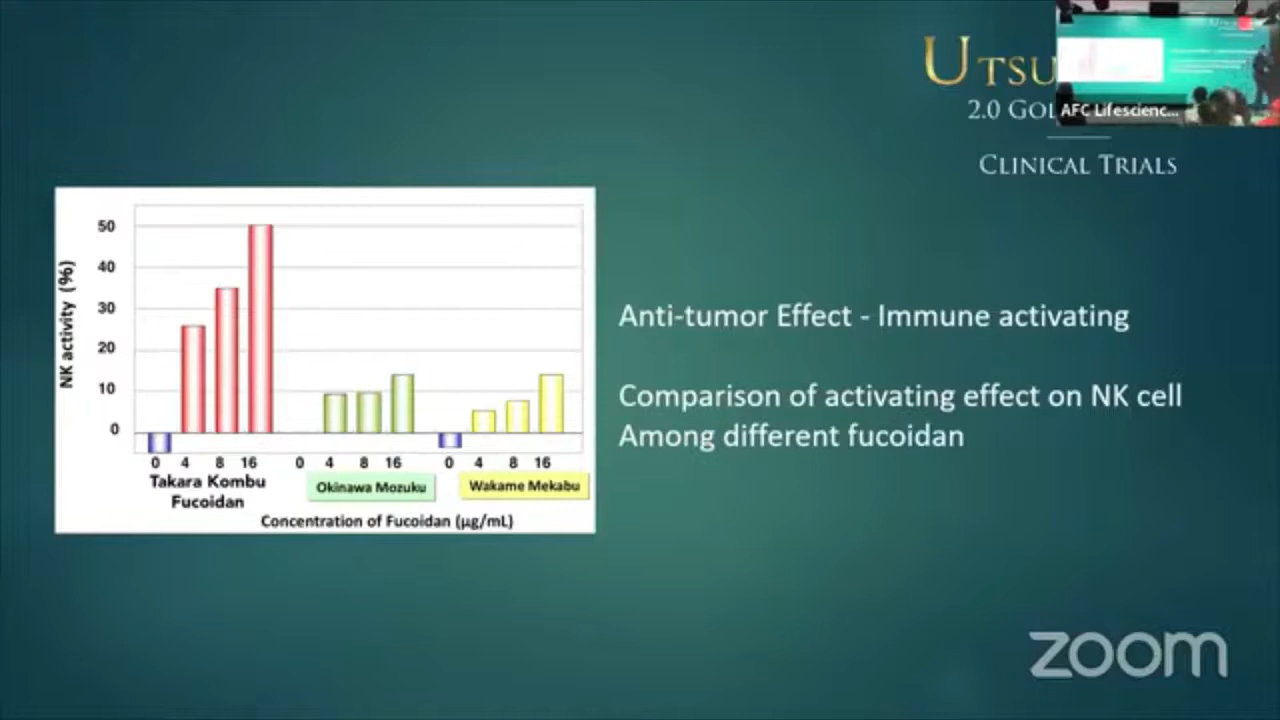 UTSU
2.0 GOL
AFC Lifescienc...
CLINICAL TRIALS
NK activity (%)
50
40
30
20
10
0
0 4 8 16 0 4 8 16 0 4 8 16
Takara Kombu
Fucoidan
Okinawa Mozuku
Wakame Mekabu
Concentration of Fucoidan (µg/mL)
Anti-tumor Effect - Immune activating
Comparison of activating effect on NK cell
Among different fucoidan
zoom